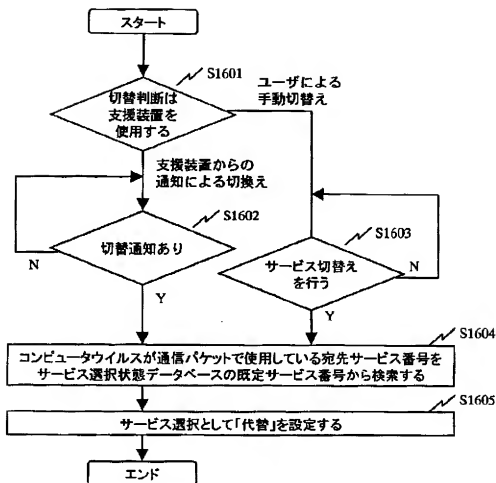 スタート
S1601
切替判断は
支援装置を
使用する
ユーザによる
手動切替え
支援装置からの
通知による切換え
S1602
切替通知あり
N
Y
S1603
サービス切替え
を行う
N
Y
S1604
コンピュータウイルスが通信パケットで使用している宛先サービス番号を
サービス選択状態データベースの既定サービス番号から検索する
S1605
サービス選択として「代替」を設定する
エンド